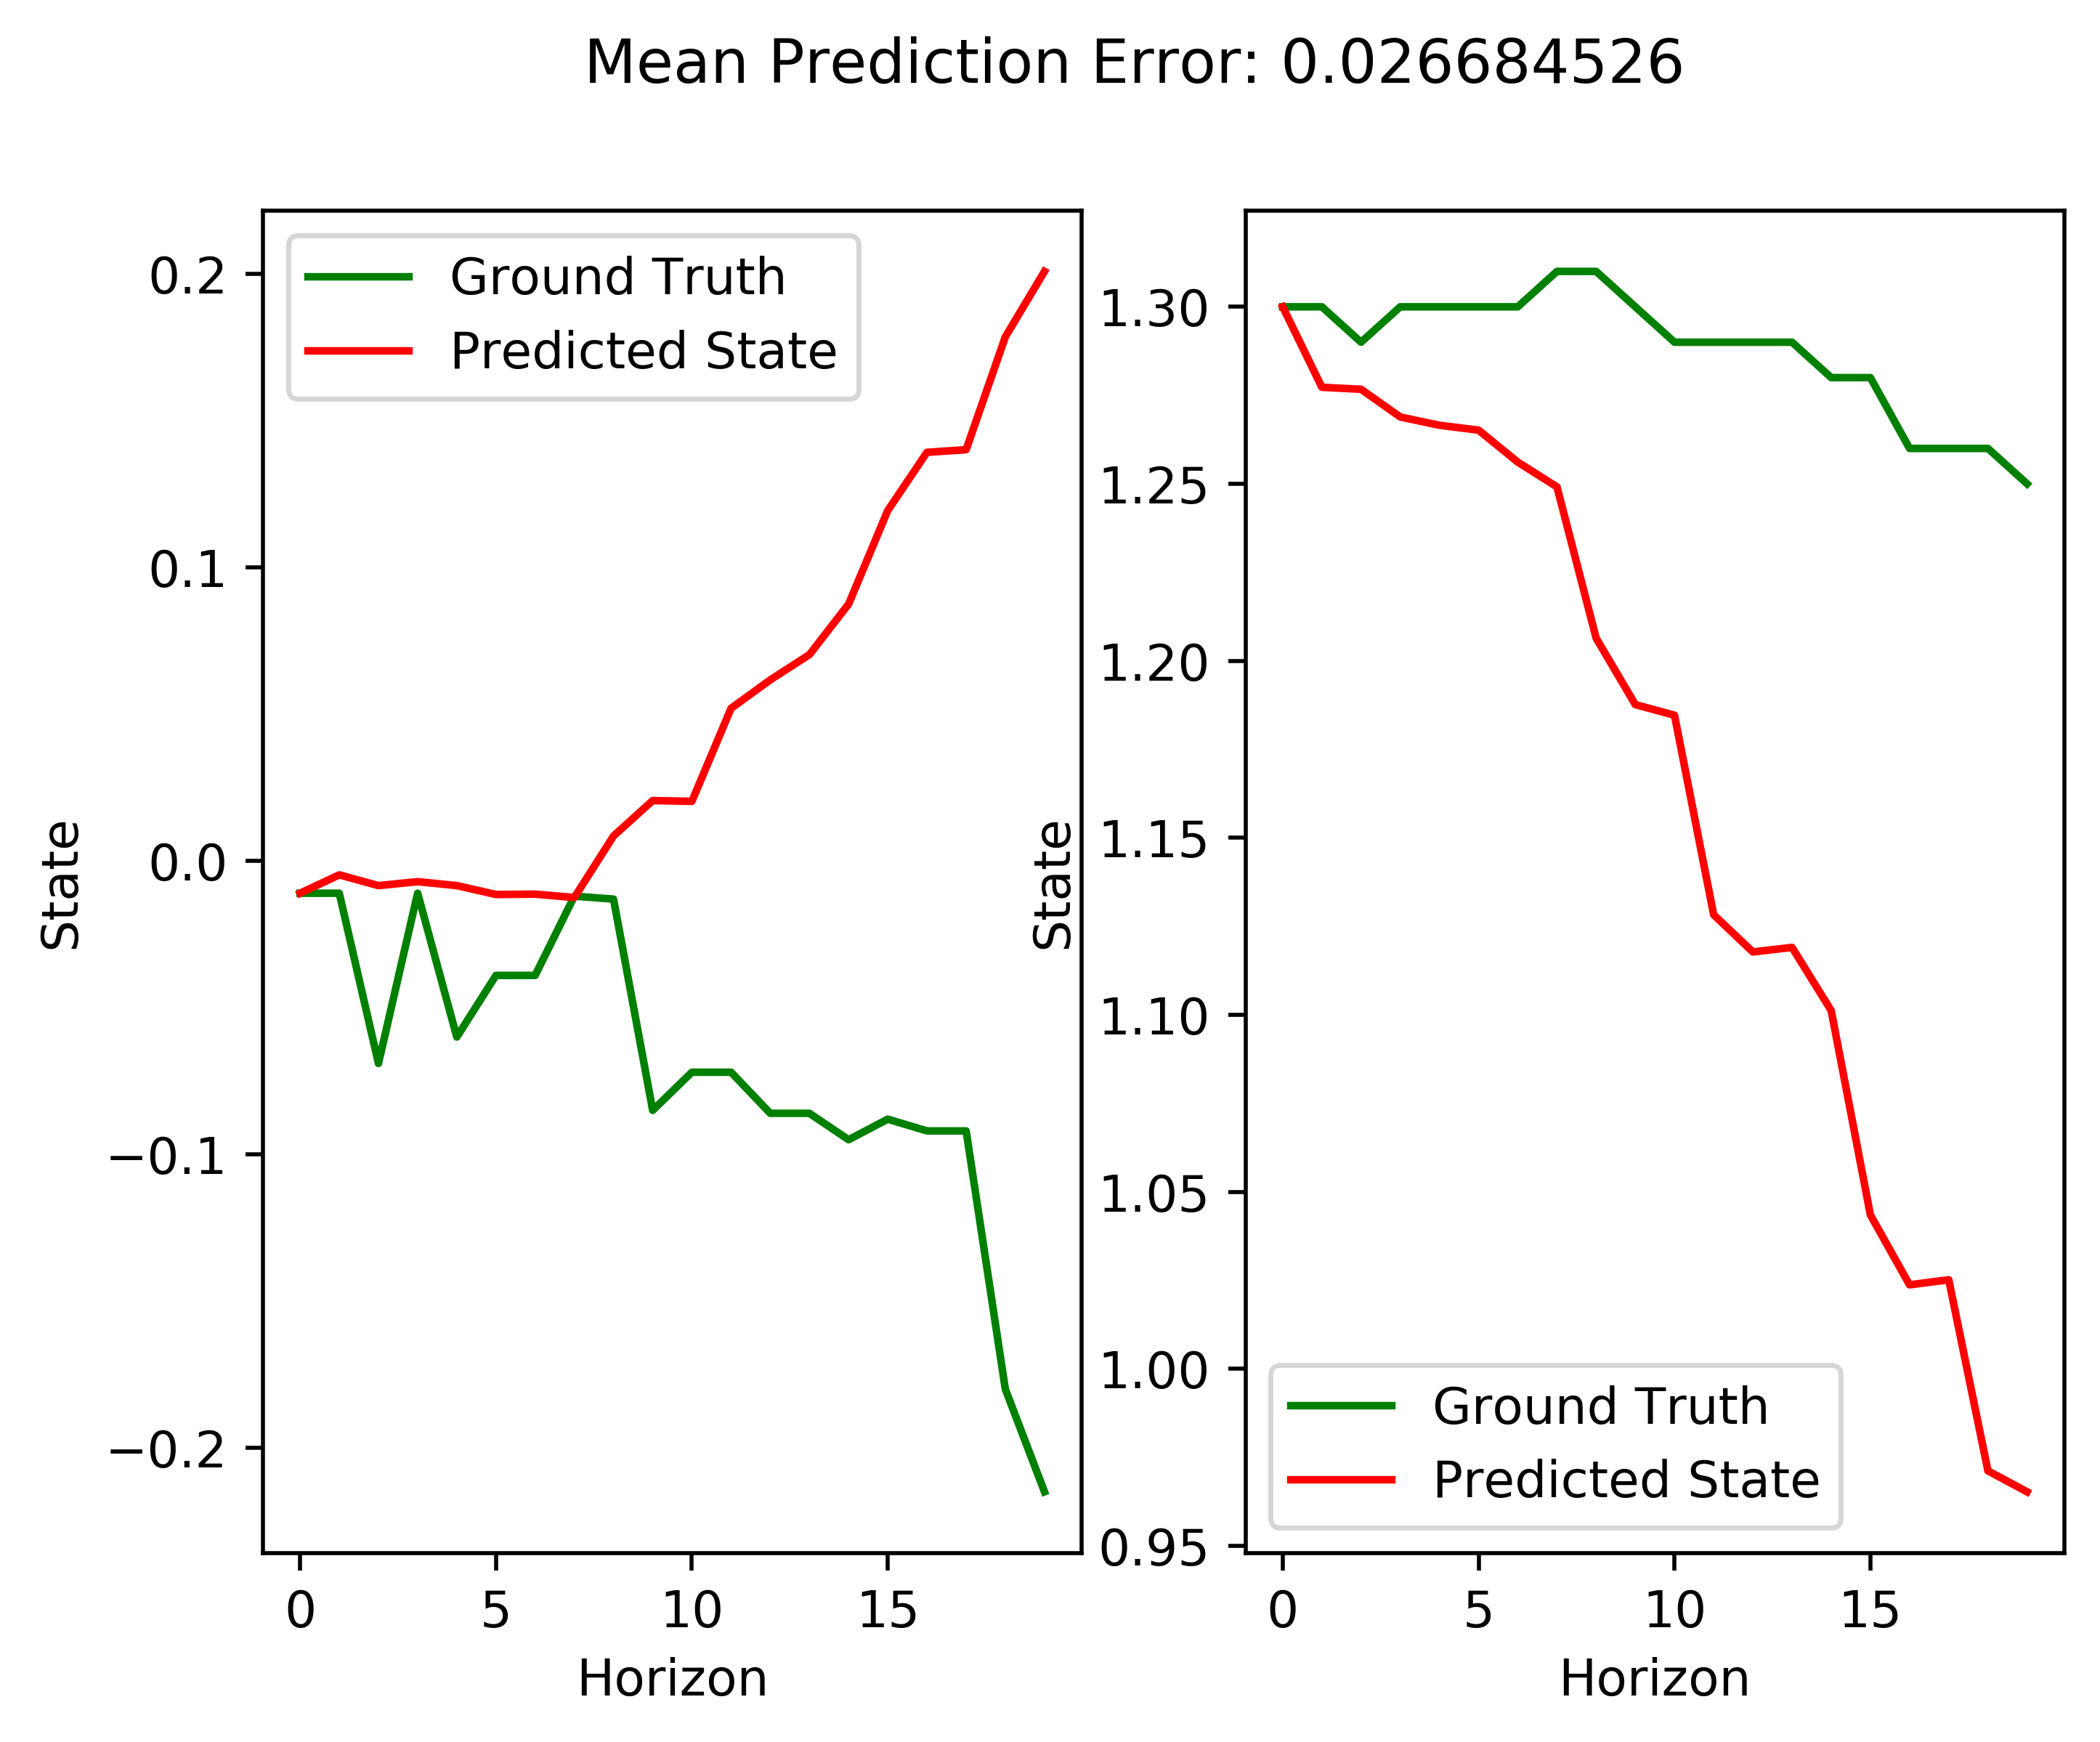 Mean Prediction Error: 0.026684526
Ground Truth
Predicted State
0.2
0.1
0.0
−0.1
−0.2
State
0 5 10 15
Horizon
1.30
1.25
1.20
1.15
1.10
1.05
1.00
0.95
State
Ground Truth
Predicted State
0 5 10 15
Horizon